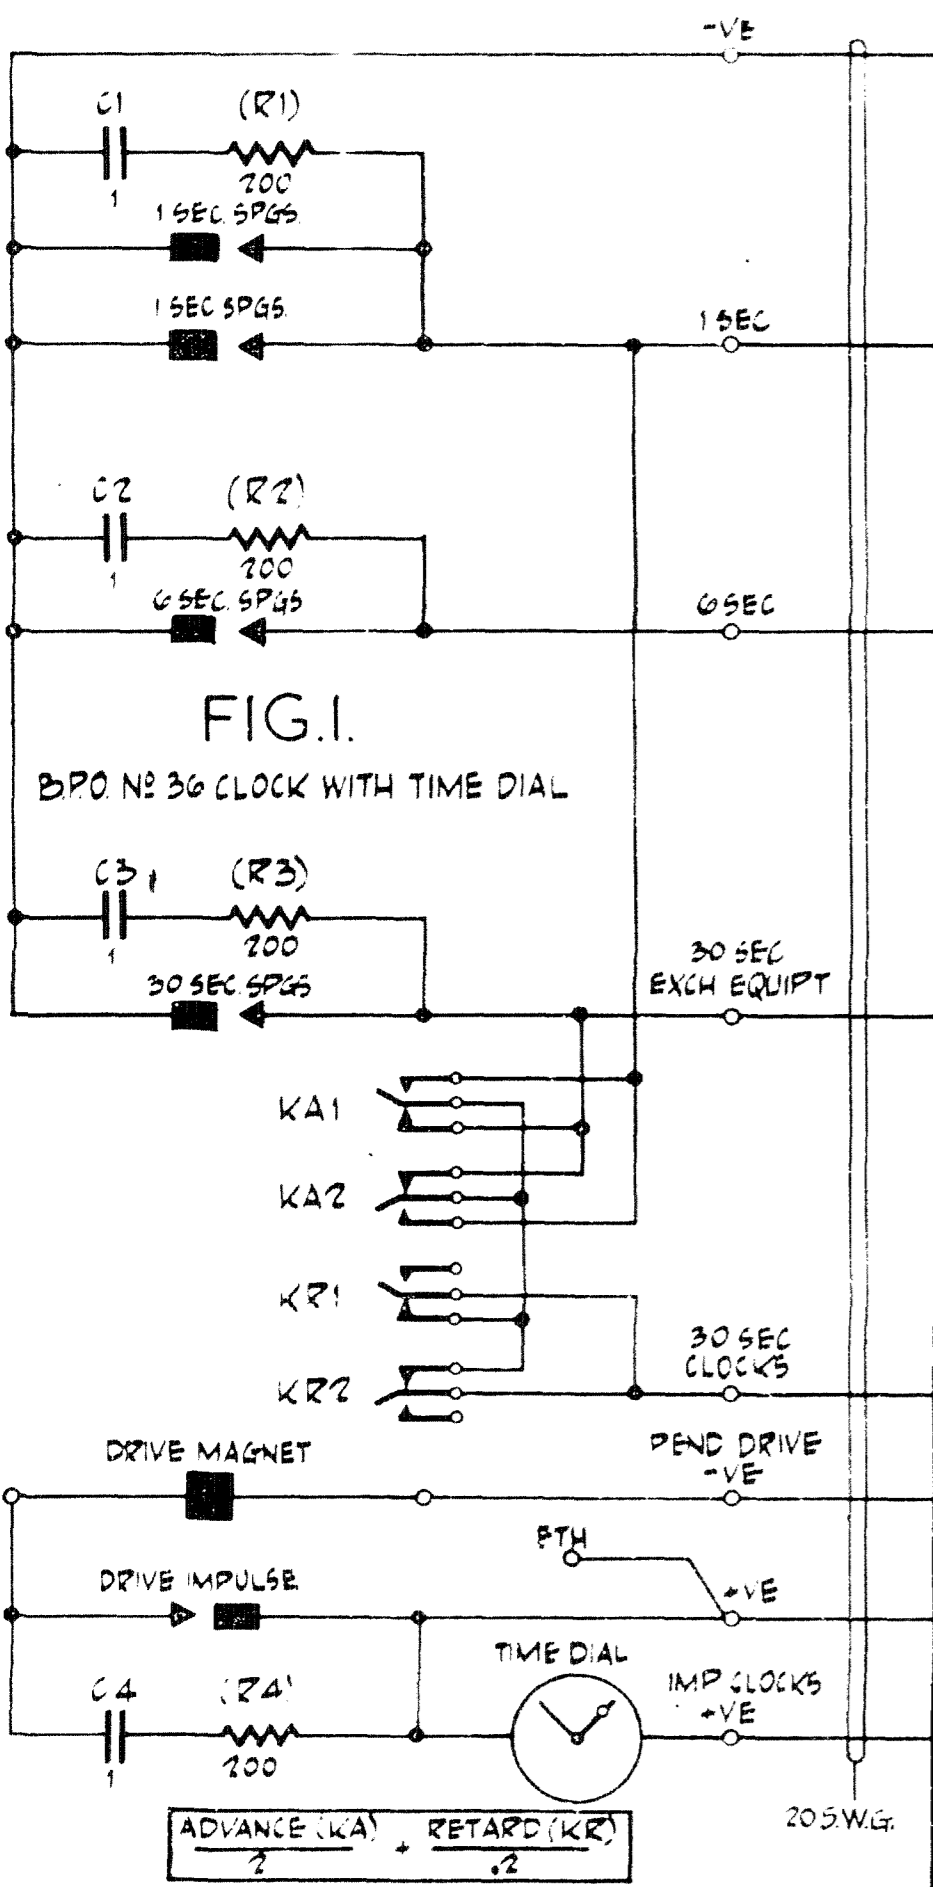 -VE
C1 (R1)
1 200
1 SEC. SPGS.
1 SEC SPGS.
1 SEC
C2 (R2)
1 200
6 SEC. SPGS
6 SEC
FIG.1.
B.P.O. Nº 36 CLOCK WITH TIME DIAL
C3 (R3)
1 200
30 SEC. SPGS
30 SEC
EXCH EQUIPT
KA1
KA2
KR1
KR2
30 SEC
CLOCKS
DRIVE MAGNET
PEND DRIVE
-VE
ETH
DRIVE IMPULSE
+VE
TIME DIAL
C4 (R4)
1 200
IMP CLOCKS
+VE
20 S.W.G.
ADVANCE (KA) + RETARD (KR)
2 .2